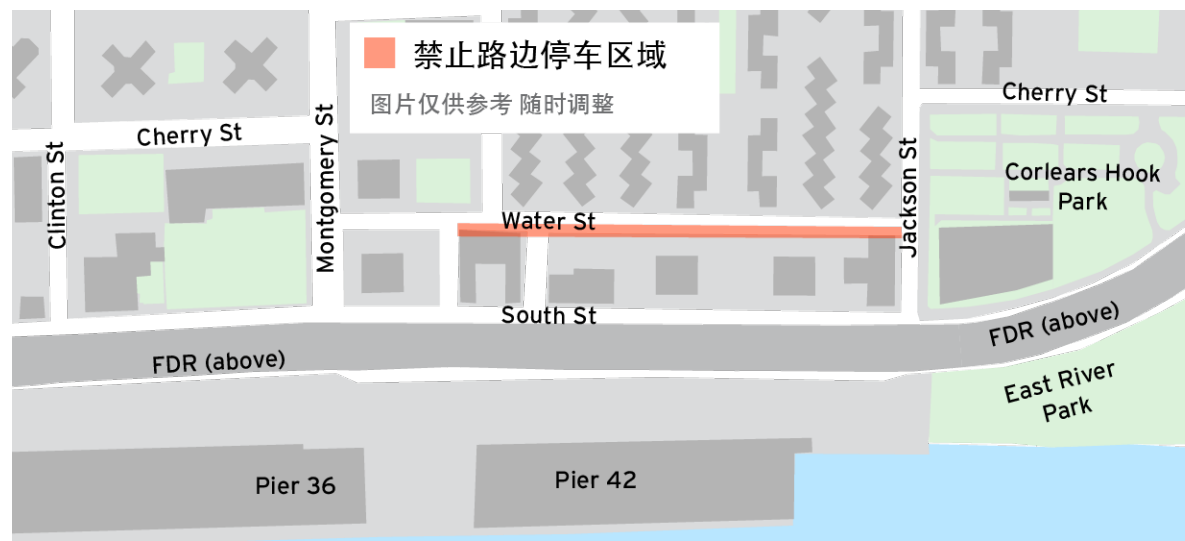 禁止路边停车区域
图片仅供参考 随时调整
Cherry St
Cherry St
Clinton St
Montgomery St
Jackson St
Corlears Hook
Park
Water St
South St
FDR (above)
FDR (above)
East River
Park
Pier 36
Pier 42